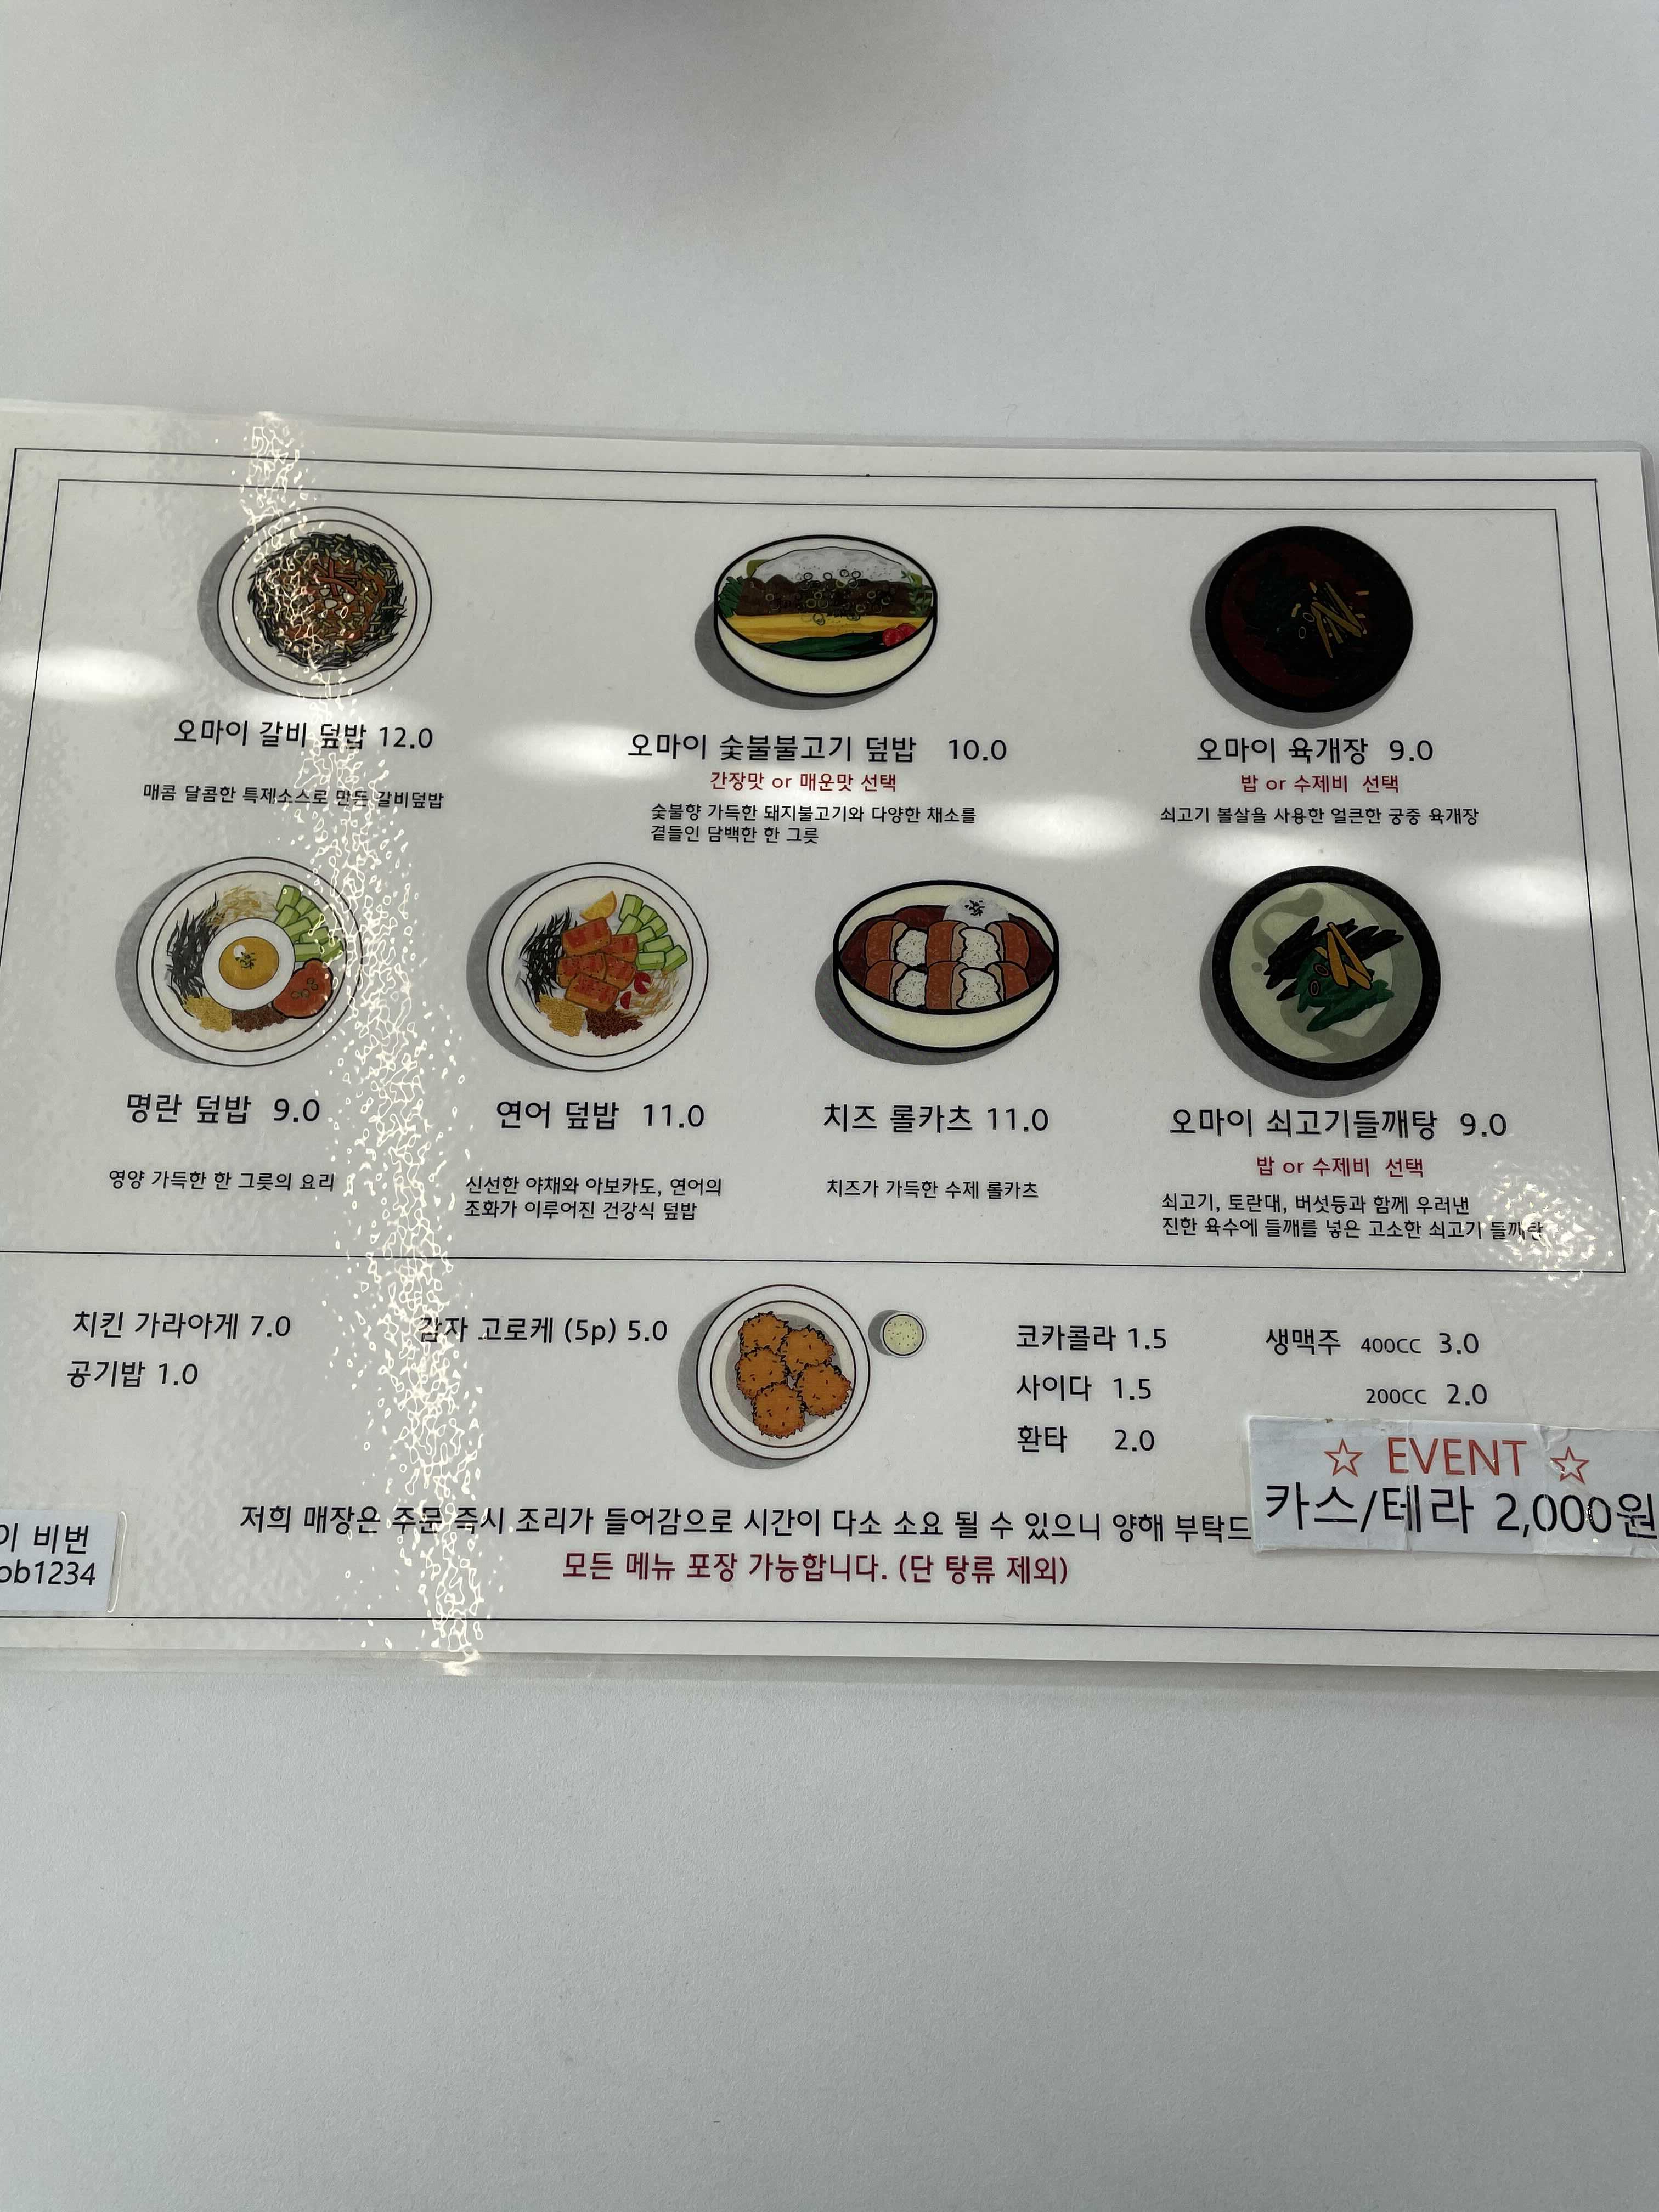 오마이 갈비 덮밥 12.0
매콤 달콤한 특제소스로 만든 갈비덮밥
오마이 숯불불고기 덮밥 10.0
간장맛 or 매운맛 선택
숯불향 가득한 돼지불고기와 다양한 채소를
곁들인 담백한 한 그릇
오마이 육개장 9.0
밥 or 수제비 선택
쇠고기 볼살을 사용한 얼큰한 궁중 육개장
명란 덮밥 9.0
영양 가득한 한 그릇의 요리
연어 덮밥 11.0
신선한 야채와 아보카도, 연어의
조화가 이루어진 건강식 덮밥
치즈 롤카츠 11.0
치즈가 가득한 수제 롤카츠
오마이 쇠고기들깨탕 9.0
밥 or 수제비 선택
쇠고기, 토란대, 버섯등과 함께 우러낸
진한 육수에 들깨를 넣은 고소한 쇠고기 들깨탕
치킨 가라아게 7.0
공기밥 1.0
감자 고로케 (5p) 5.0
코카콜라 1.5
사이다 1.5
환타 2.0
생맥주 400CC 3.0
200CC 2.0
☆ EVENT ☆
카스/테라 2,000원
저희 매장은 주문 즉시 조리가 들어감으로 시간이 다소 소요 될 수 있으니 양해 부탁드
모든 메뉴 포장 가능합니다. (단 탕류 제외)
이 비번
ob1234